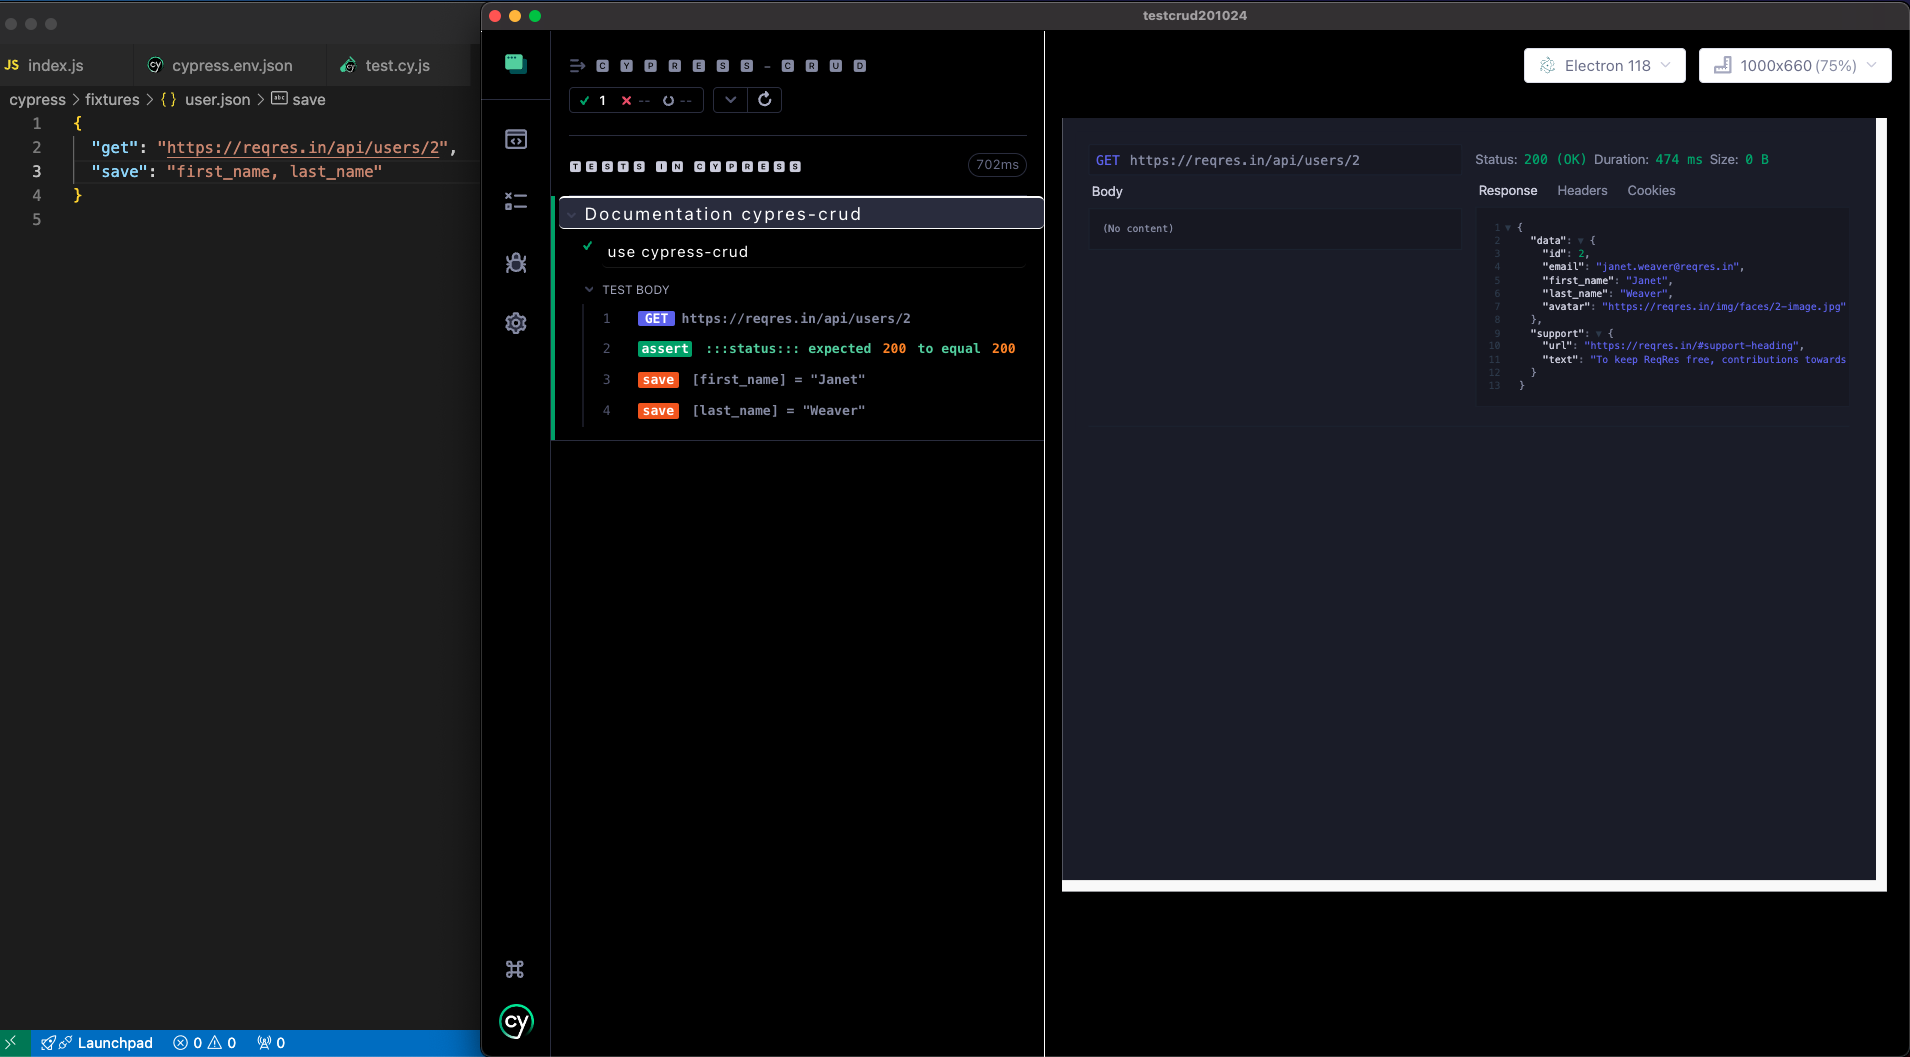 JS index.js
cypress.env.json
test.cy.js
cypress > fixtures > {} user.json > abc save
1 {
2 "get": "https://reqres.in/api/users/2",
3 "save": "first_name, last_name"
4 }
5
Launchpad
0 0
0
testcrud201024
CYPRESS-CRUD
1 -- --
TESTS IN CYPRESS
702ms
Documentation cypres-crud
use cypress-crud
TEST BODY
1 GET https://reqres.in/api/users/2
2 assert :::status::: expected 200 to equal 200
3 save [first_name] = "Janet"
4 save [last_name] = "Weaver"
cy
Electron 118
1000x660 (75%)
GET https://reqres.in/api/users/2
Body
(No content)
Status: 200 (OK) Duration: 474 ms Size: 0 B
Response Headers Cookies
1 {
2 "data": {
3 "id": 2,
4 "email": "janet.weaver@reqres.in",
5 "first_name": "Janet",
6 "last_name": "Weaver",
7 "avatar": "https://reqres.in/img/faces/2-image.jpg"
8 },
9 "support": {
10 "url": "https://reqres.in/#support-heading",
11 "text": "To keep ReqRes free, contributions towards
12 }
13 }